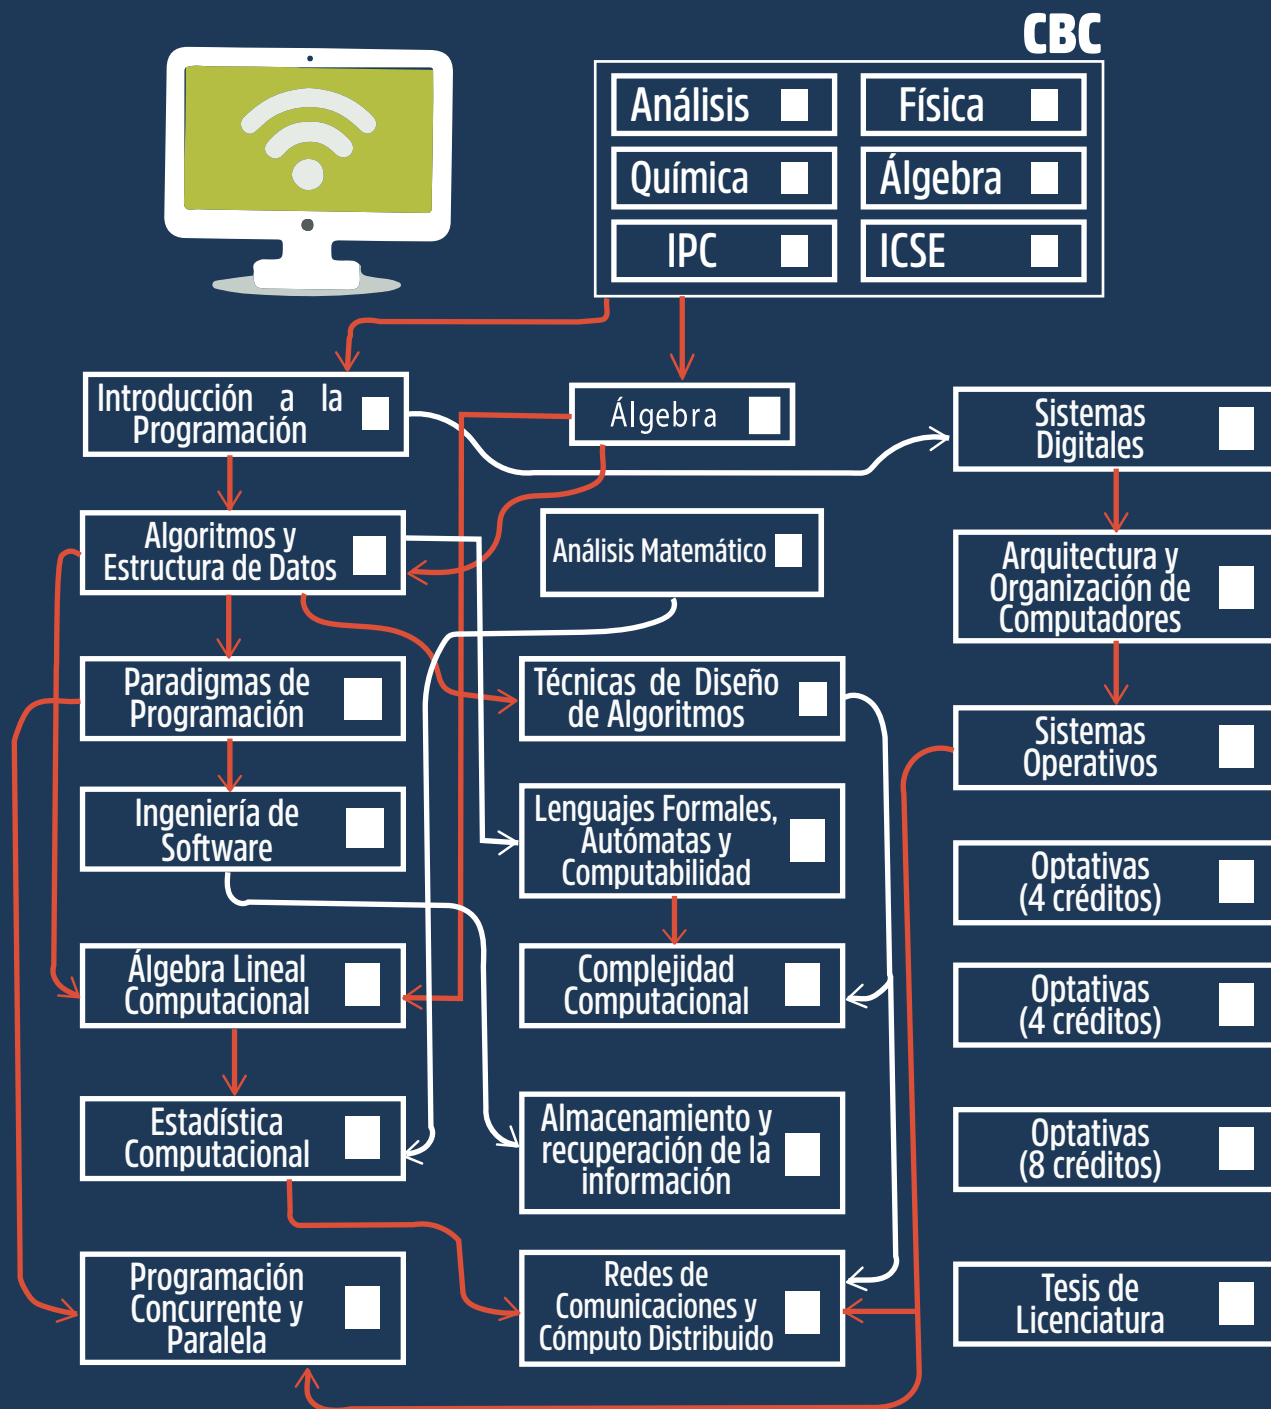 CBC
Análisis
Física
Química
Álgebra
IPC
ICSE
Introducción a la
Programación
Álgebra
Sistemas
Digitales
Algoritmos y
Estructura de Datos
Análisis Matemático
Arquitectura y
Organización de
Computadores
Paradigmas de
Programación
Técnicas de Diseño
de Algoritmos
Sistemas
Operativos
Ingeniería de
Software
Lenguajes Formales,
Autómatas y
Computabilidad
Optativas
(4 créditos)
Álgebra Lineal
Computacional
Complejidad
Computacional
Optativas
(4 créditos)
Estadística
Computacional
Almacenamiento y
recuperación de la
información
Optativas
(8 créditos)
Programación
Concurrente y
Paralela
Redes de
Comunicaciones y
Cómputo Distribuido
Tesis de
Licenciatura